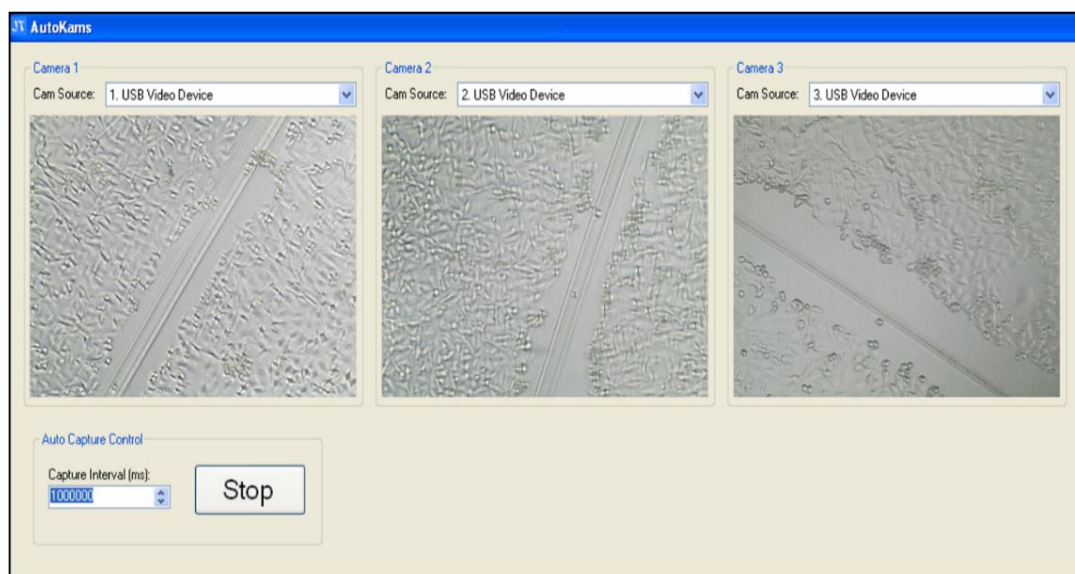 AutoKams
Camera 1
Cam Source: 1. USB Video Device
Camera 2
Cam Source: 2. USB Video Device
Camera 3
Cam Source: 3. USB Video Device
Auto Capture Control
Capture Interval (ms):
1000000
Stop